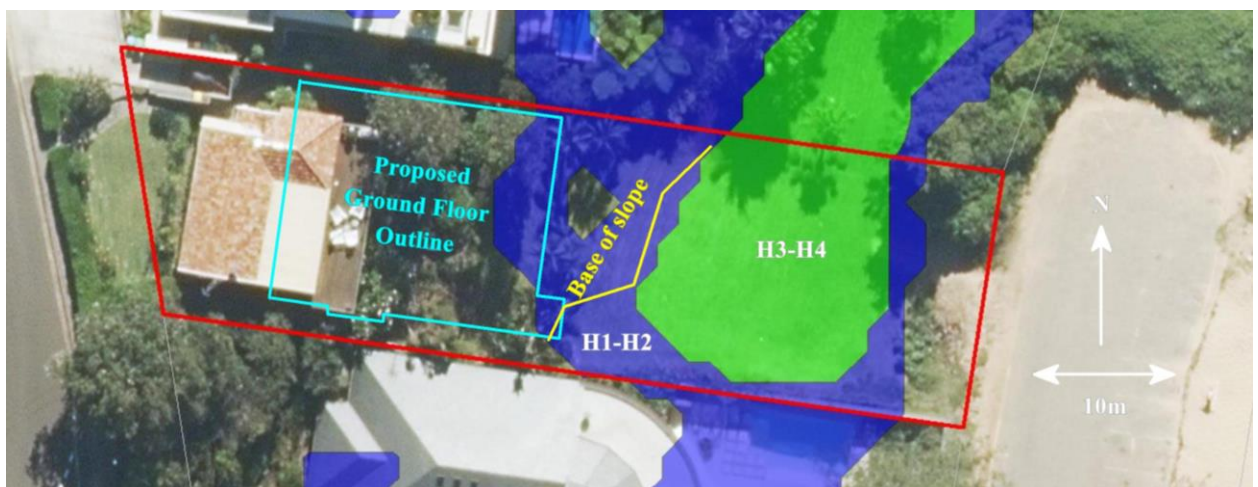 Proposed
Ground Floor
Outline
Base of slope
H3-H4
H1-H2
N
10m